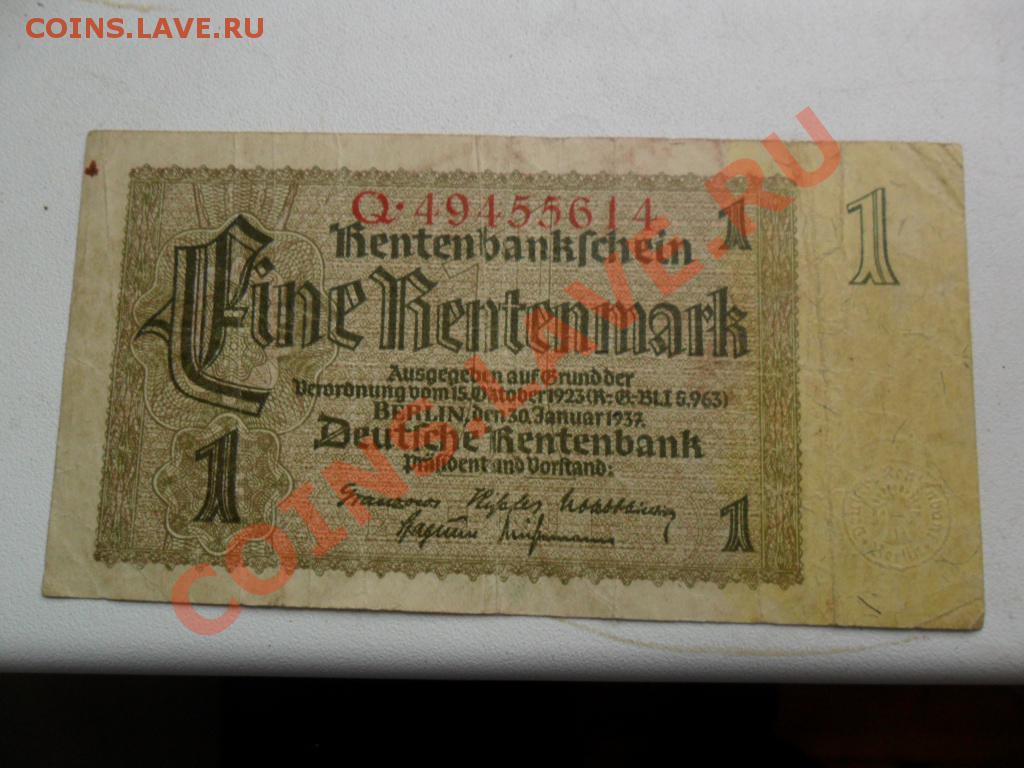 COINS.LAVE.RU
Q·49455614
Rentenbankschein
1
1
Eine Rentenmark
Ausgegeben auf Grund der
Verordnung vom 15. Oktober 1923 (R-G-Bl. I S. 963)
BERLIN, den 30. Januar 1937.
Deutsche Rentenbank
Präsident und Vorstand:
1
1
COINS.LAVE.RU